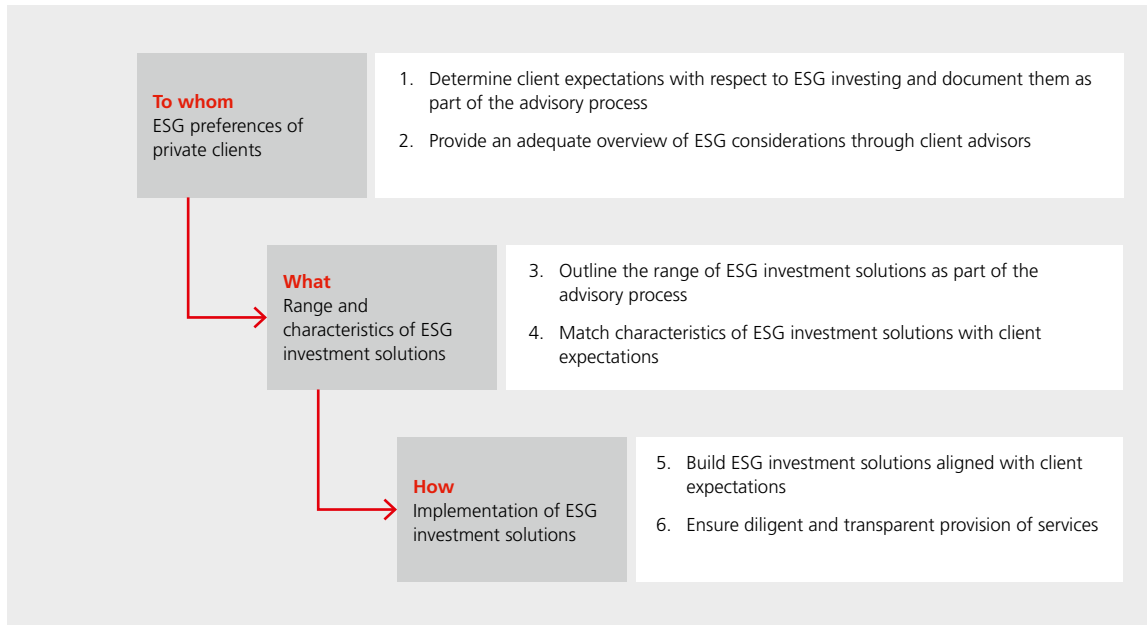 To whom
ESG preferences of
private clients
1. Determine client expectations with respect to ESG investing and document them as
part of the advisory process
2. Provide an adequate overview of ESG considerations through client advisors
What
Range and
characteristics of ESG
investment solutions
3. Outline the range of ESG investment solutions as part of the
advisory process
4. Match characteristics of ESG investment solutions with client
expectations
How
Implementation of ESG
investment solutions
5. Build ESG investment solutions aligned with client
expectations
6. Ensure diligent and transparent provision of services